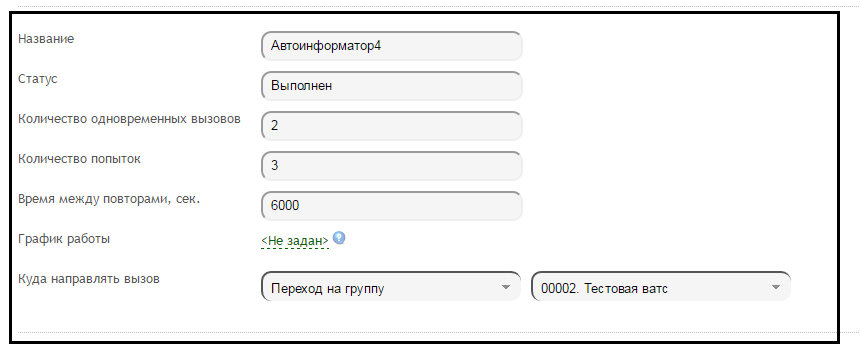 Название Автоинформатор4
Статус Выполнен
Количество одновременных вызовов 2
Количество попыток 3
Время между повторами, сек. 6000
График работы <Не задан> ?
Куда направлять вызов Переход на группу 00002. Тестовая ватс